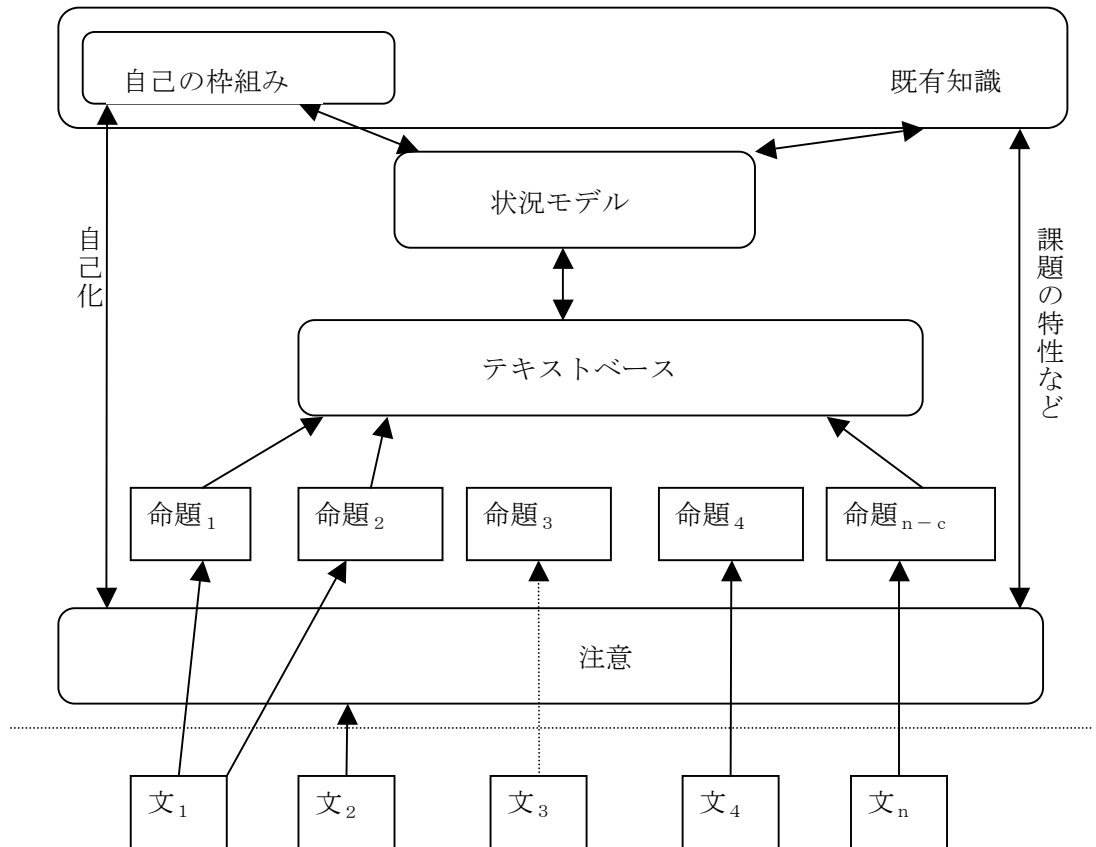 自己の枠組み
既有知識
状況モデル
自己化
課題の特性など
テキストベース
命題₁
命題₂
命題₃
命題₄
命題ₙ₋c
注意
文₁
文₂
文₃
文₄
文ₙ